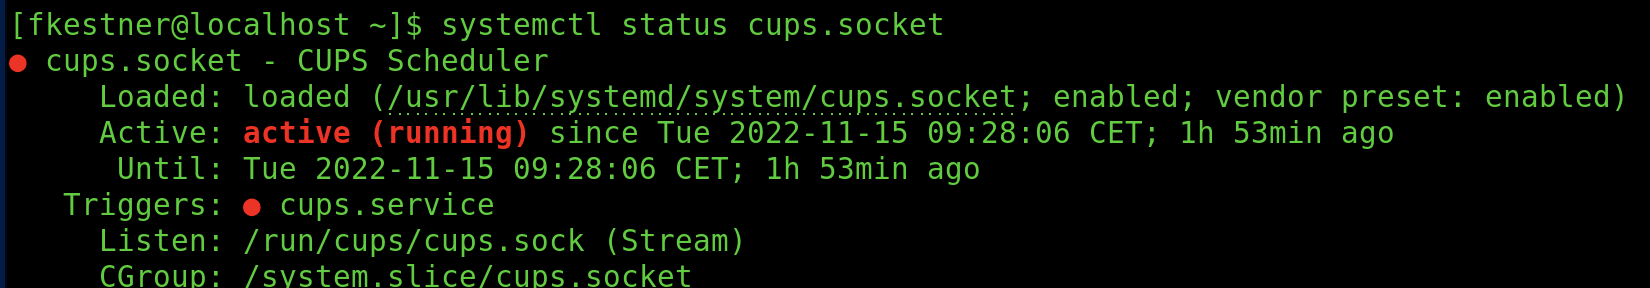 [fkestner@localhost ~]$ systemctl status cups.socket
● cups.socket - CUPS Scheduler
Loaded: loaded (/usr/lib/systemd/system/cups.socket; enabled; vendor preset: enabled)
Active: active (running) since Tue 2022-11-15 09:28:06 CET; 1h 53min ago
Until: Tue 2022-11-15 09:28:06 CET; 1h 53min ago
Triggers: ● cups.service
Listen: /run/cups/cups.sock (Stream)
CGroup: /system.slice/cups.socket